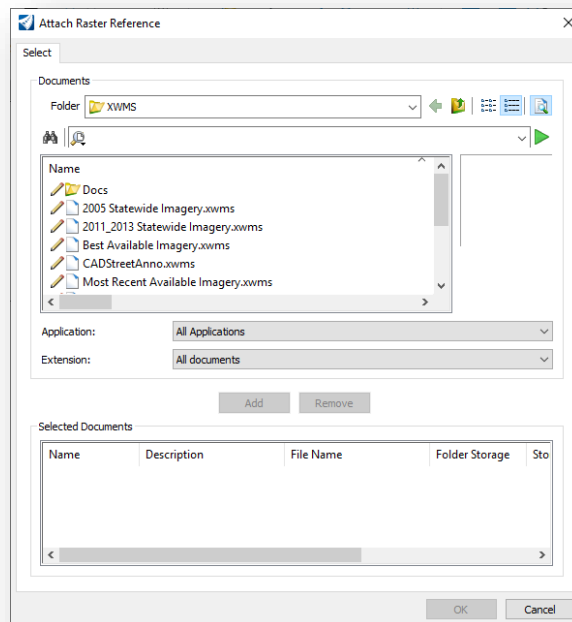 Attach Raster Reference
Select
Documents
Folder XWMS
Name
Docs
2005 Statewide Imagery.xwms
2011_2013 Statewide Imagery.xwms
Best Available Imagery.xwms
CADStreetAnno.xwms
Most Recent Available Imagery.xwms
Application: All Applications
Extension: All documents
Add Remove
Selected Documents
Name Description File Name Folder Storage Sto
OK Cancel